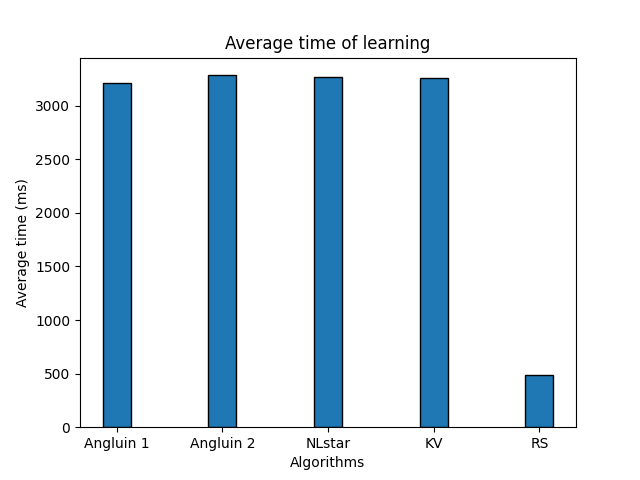 Average time of learning
Average time (ms)
3000
2500
2000
1500
1000
500
0
Angluin 1 Angluin 2 NLstar KV RS
Algorithms